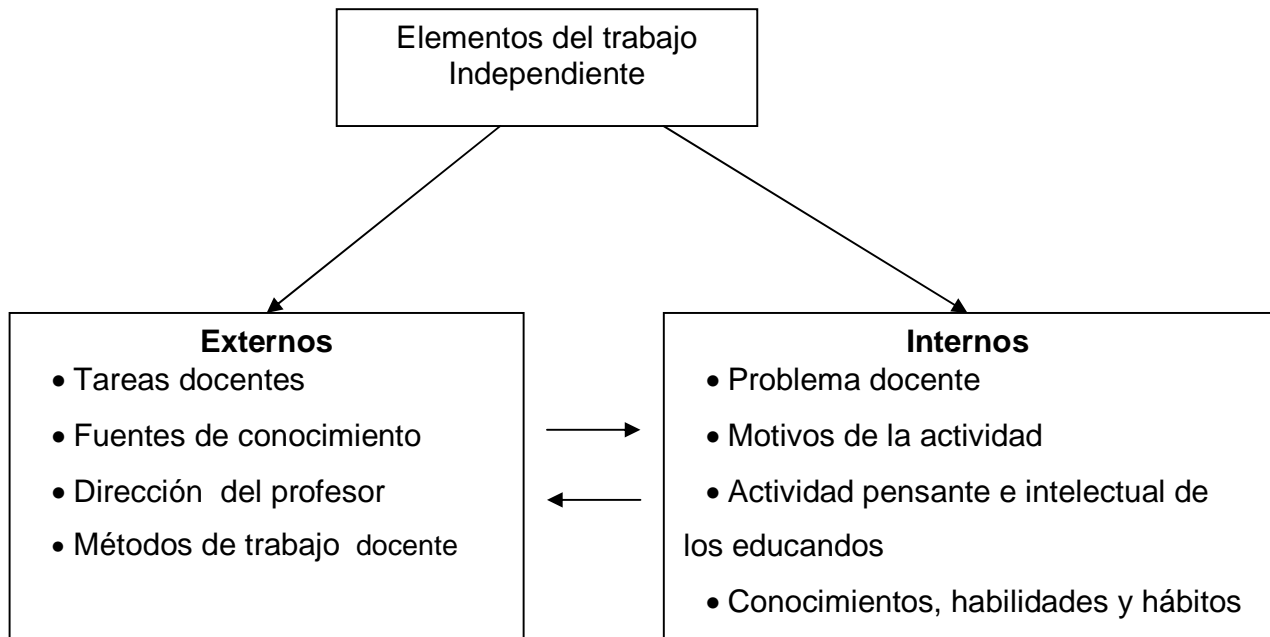 Elementos del trabajo
Independiente
Externos
• Tareas docentes
• Fuentes de conocimiento
• Dirección del profesor
• Métodos de trabajo docente
Internos
• Problema docente
• Motivos de la actividad
• Actividad pensante e intelectual de
los educandos
• Conocimientos, habilidades y hábitos